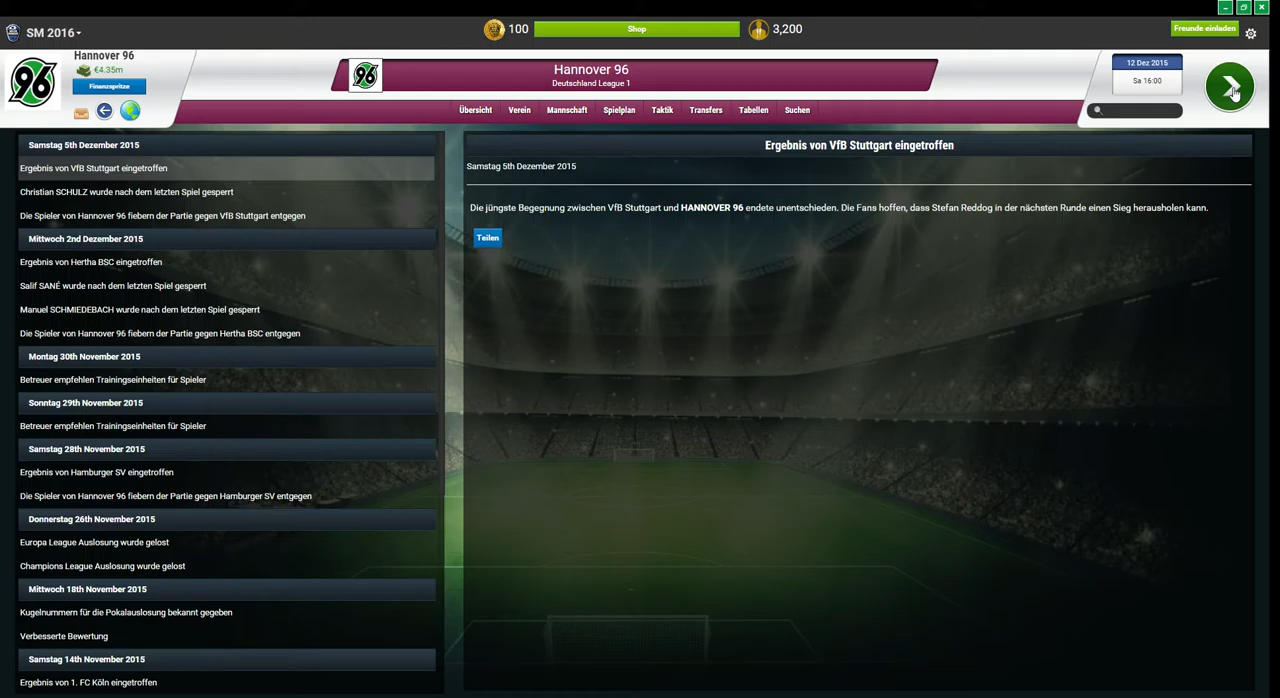 SM 2016
100
Shop
3,200
Freunde einladen
Hannover 96
€4.35m
Finanzspritze
96
96
Hannover 96
Deutschland League 1
12 Dez 2015
Sa 16:00
Übersicht Verein Mannschaft Spielplan Taktik Transfers Tabellen Suchen
Samstag 5th Dezember 2015
Ergebnis von VfB Stuttgart eingetroffen
Christian SCHULZ wurde nach dem letzten Spiel gesperrt
Die Spieler von Hannover 96 fiebern der Partie gegen VfB Stuttgart entgegen
Mittwoch 2nd Dezember 2015
Ergebnis von Hertha BSC eingetroffen
Salif SANÉ wurde nach dem letzten Spiel gesperrt
Manuel SCHMIEDEBACH wurde nach dem letzten Spiel gesperrt
Die Spieler von Hannover 96 fiebern der Partie gegen Hertha BSC entgegen
Montag 30th November 2015
Betreuer empfehlen Trainingseinheiten für Spieler
Sonntag 29th November 2015
Betreuer empfehlen Trainingseinheiten für Spieler
Samstag 28th November 2015
Ergebnis von Hamburger SV eingetroffen
Die Spieler von Hannover 96 fiebern der Partie gegen Hamburger SV entgegen
Donnerstag 26th November 2015
Europa League Auslosung wurde gelost
Champions League Auslosung wurde gelost
Mittwoch 18th November 2015
Kugelnummern für die Pokalauslosung bekannt gegeben
Verbesserte Bewertung
Samstag 14th November 2015
Ergebnis von 1. FC Köln eingetroffen
Ergebnis von VfB Stuttgart eingetroffen
Samstag 5th Dezember 2015
Die jüngste Begegnung zwischen VfB Stuttgart und HANNOVER 96 endete unentschieden. Die Fans hoffen, dass Stefan Reddog in der nächsten Runde einen Sieg herausholen kann.
Teilen